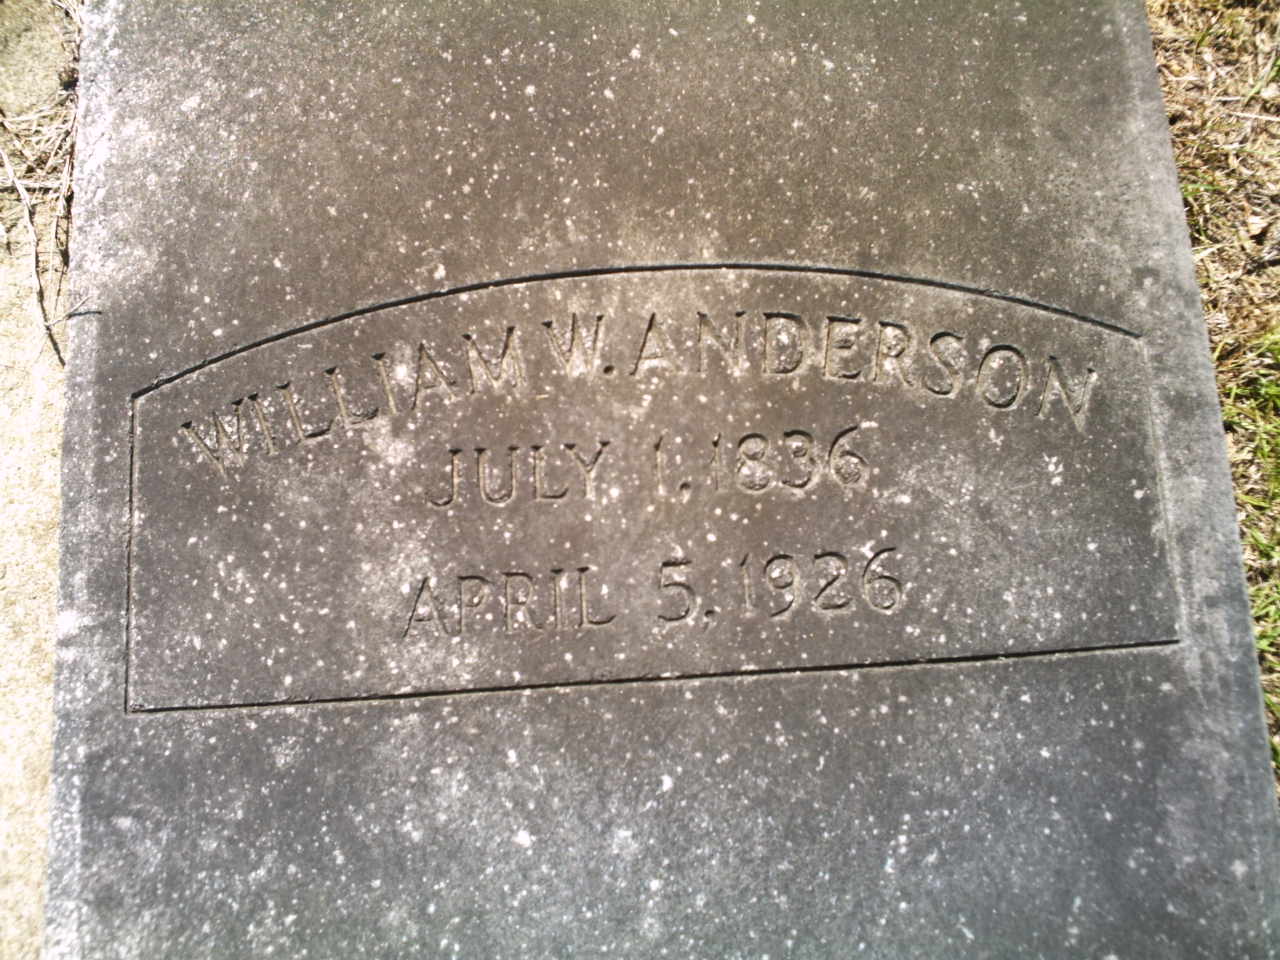 WILLIAM W. ANDERSON
JULY 1, 1836
APRIL 5, 1926